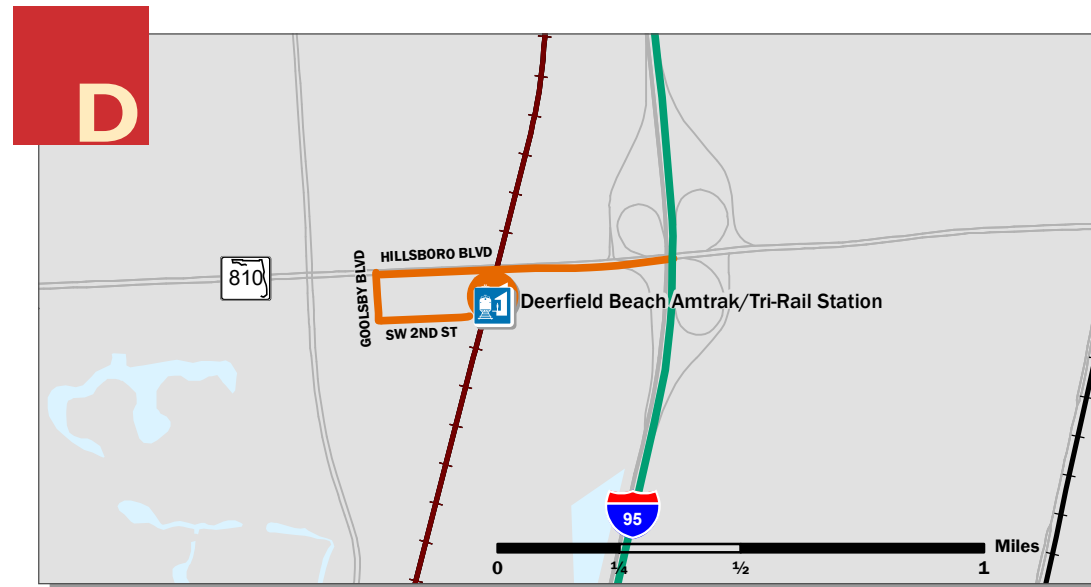 D
HILLSBORO BLVD
GOOLSBY BLVD
810
Deerfield Beach Amtrak/Tri-Rail Station
SW 2ND ST
95
Miles
0 ¼ ½ 1